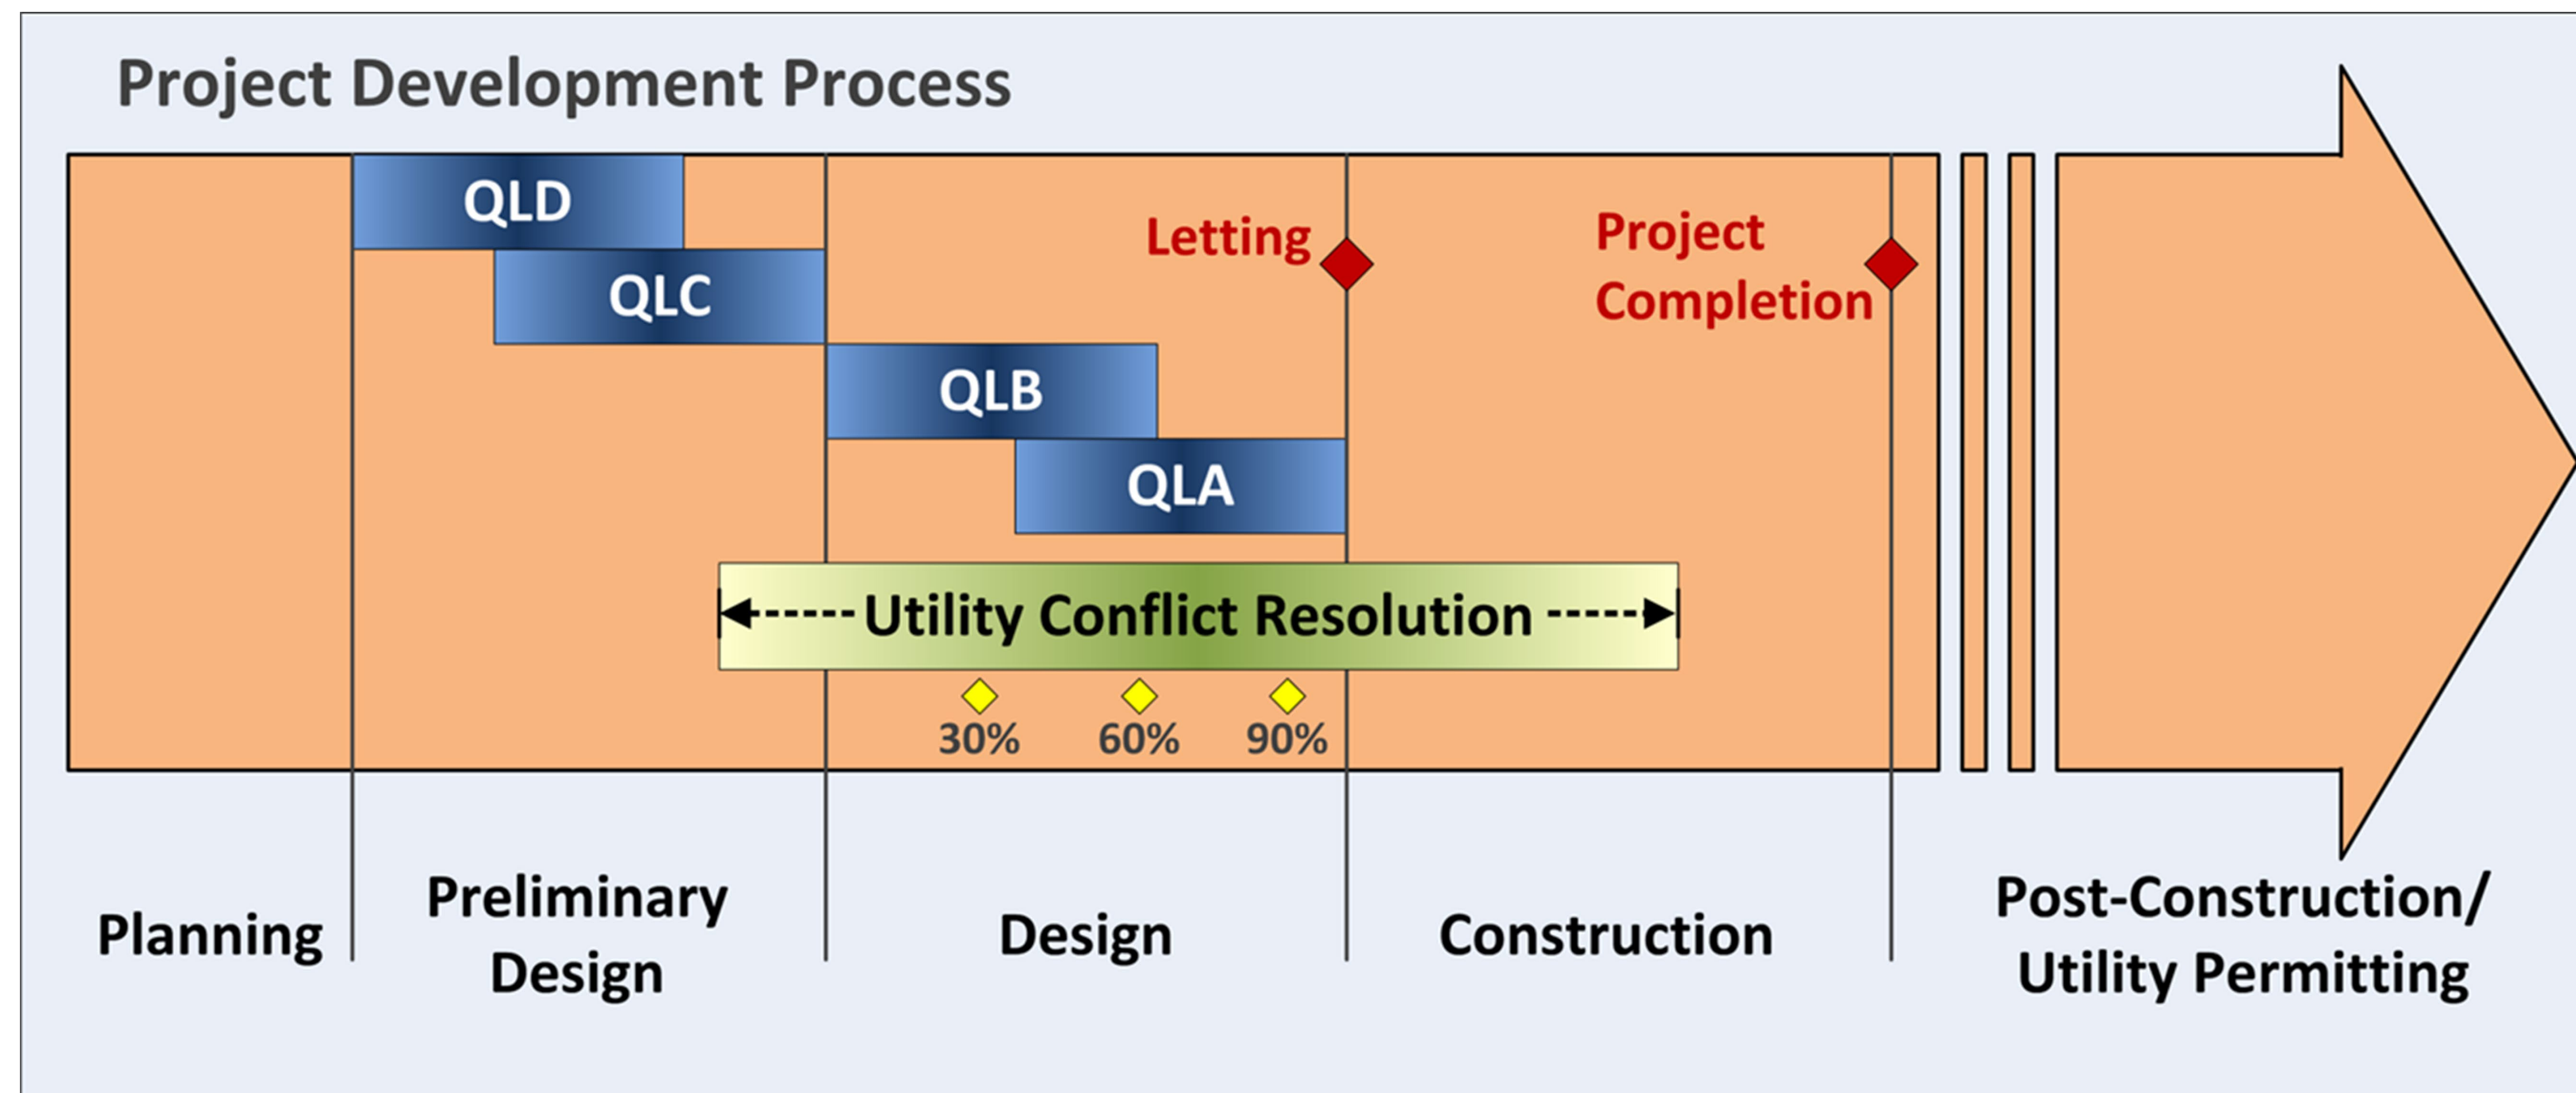 Project Development Process
QLD
QLC
QLB
QLA
Letting
Project
Completion
Utility Conflict Resolution
30%
60%
90%
Planning
Preliminary
Design
Design
Construction
Post-Construction/
Utility Permitting